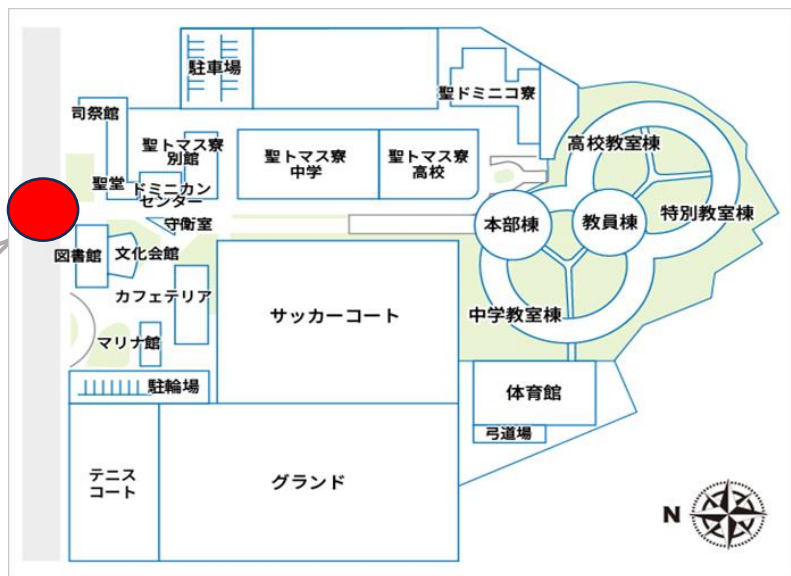 駐車場
聖ドミニコ寮
司祭館
高校教室棟
聖トマス寮
別館
聖トマス寮
中学
聖トマス寮
高校
聖堂
ドミニカン
センター
守衛室
本部棟
教員棟
特別教室棟
図書館
文化会館
カフェテリア
サッカーコート
中学教室棟
マリナ館
駐輪場
体育館
弓道場
テニス
コート
グランド
N